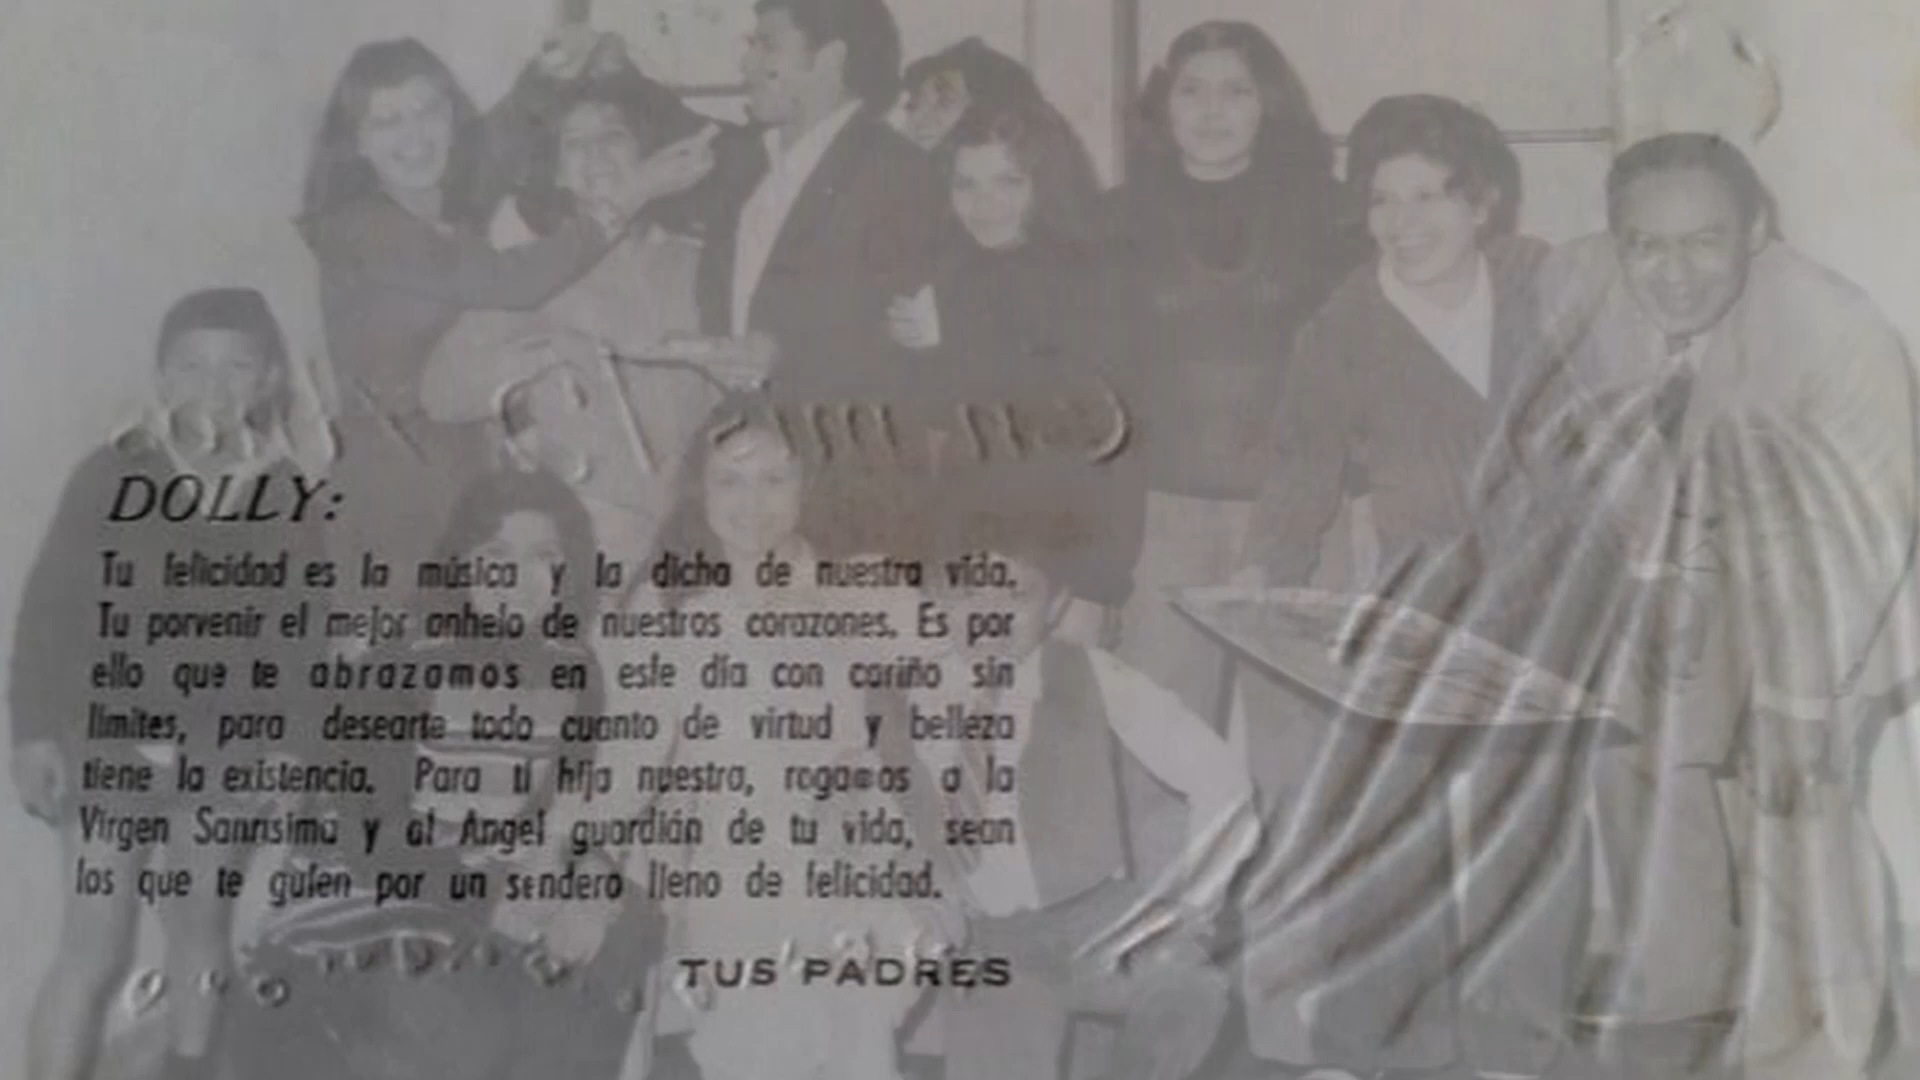 DOLLY:
Tu felicidad es la música y la dicha de nuestra vida.
Tu porvenir el mejor anhelo de nuestros corazones. Es por
ello que te abrazamos en este día con cariño sin
límites, para desearte todo cuanto de virtud y belleza
tiene la existencia. Para ti hija nuestra, rogamos a la
Virgen Santísima y al Angel guardián de tu vida, sean
los que te guíen por un sendero lleno de felicidad.
TUS PADRES